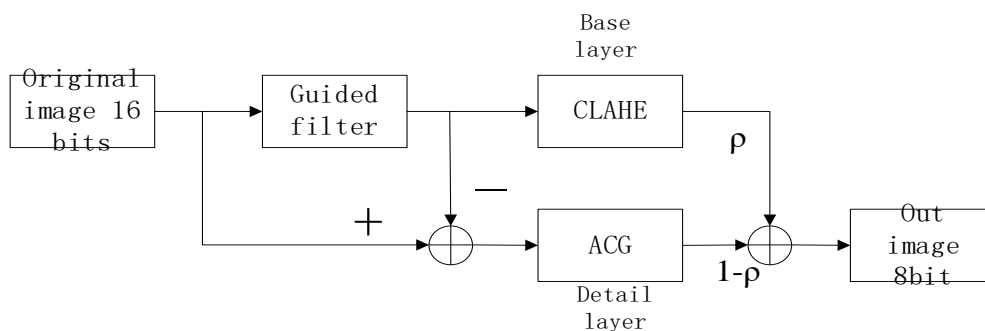 Base
layer
Original
image 16
bits
Guided
filter
CLAHE
ρ
—
+
ACG
1-ρ
Out
image
8bit
Detail
layer